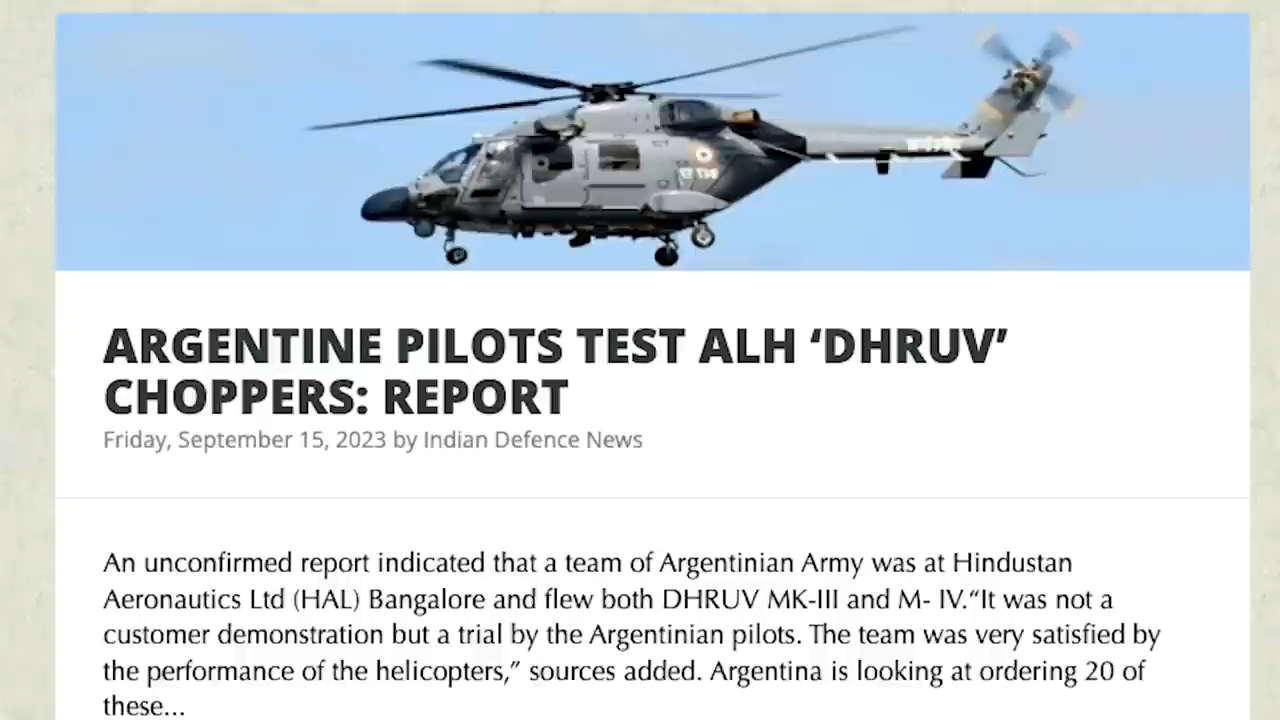 ARGENTINE PILOTS TEST ALH ‘DHRUV’
CHOPPERS: REPORT
Friday, September 15, 2023 by Indian Defence News
An unconfirmed report indicated that a team of Argentinian Army was at Hindustan
Aeronautics Ltd (HAL) Bangalore and flew both DHRUV MK-III and M- IV.“It was not a
customer demonstration but a trial by the Argentinian pilots. The team was very satisfied by
the performance of the helicopters,” sources added. Argentina is looking at ordering 20 of
these...